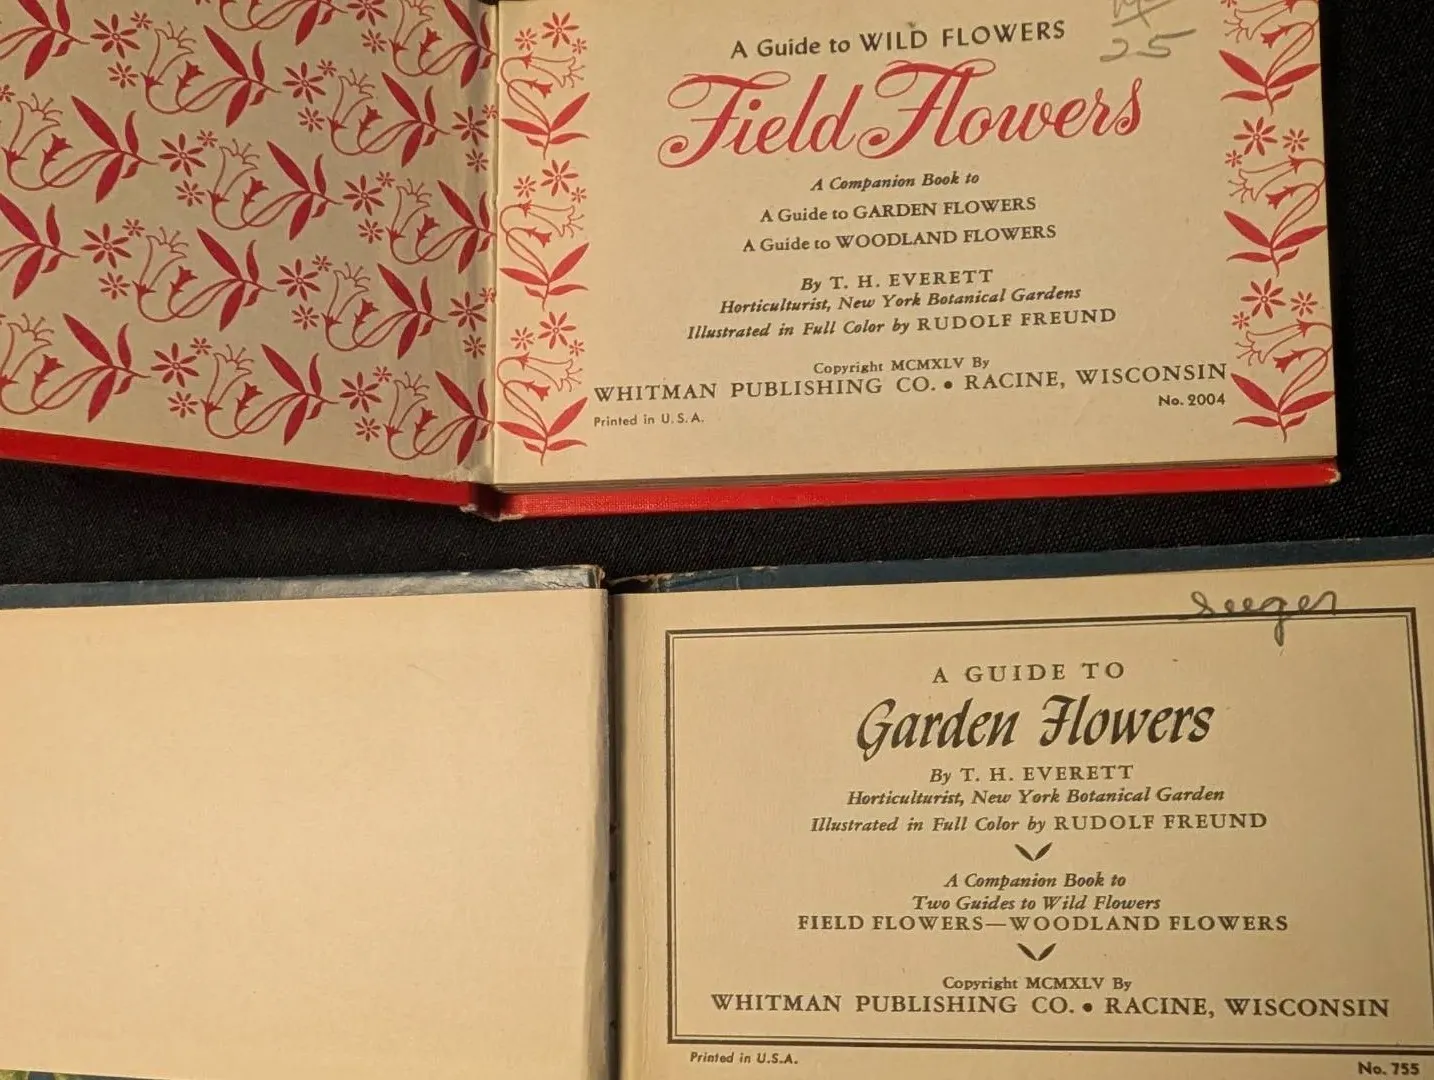 A Guide to WILD FLOWERS
25
Field Flowers
A Companion Book to
A Guide to GARDEN FLOWERS
A Guide to WOODLAND FLOWERS
By T. H. EVERETT
Horticulturist, New York Botanical Gardens
Illustrated in Full Color by RUDOLF FREUND
Copyright MCMXLV By
WHITMAN PUBLISHING CO. • RACINE, WISCONSIN
Printed in U.S.A.
No. 2004
seeger
A GUIDE TO
Garden Flowers
By T. H. EVERETT
Horticulturist, New York Botanical Garden
Illustrated in Full Color by RUDOLF FREUND
A Companion Book to
Two Guides to Wild Flowers
FIELD FLOWERS—WOODLAND FLOWERS
Copyright MCMXLV By
WHITMAN PUBLISHING CO. • RACINE, WISCONSIN
Printed in U.S.A.
No. 755